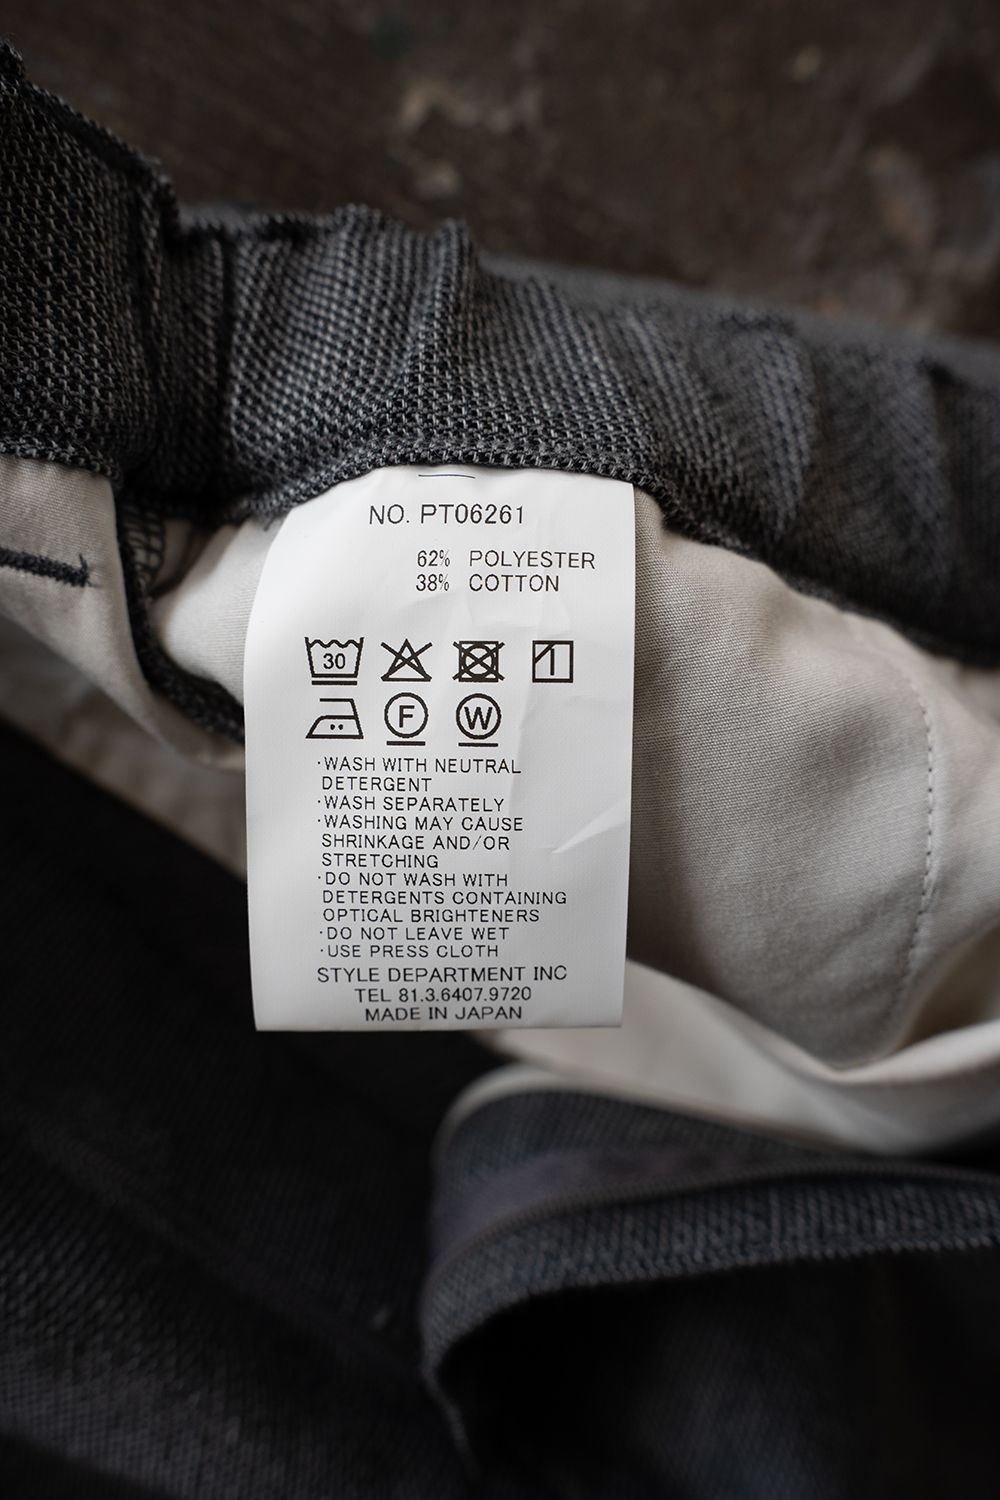 NO. PT06261
62% POLYESTER
38% COTTON
30
F W
·WASH WITH NEUTRAL
DETERGENT
·WASH SEPARATELY
·WASHING MAY CAUSE
SHRINKAGE AND/OR
STRETCHING
·DO NOT WASH WITH
DETERGENTS CONTAINING
OPTICAL BRIGHTENERS
·DO NOT LEAVE WET
·USE PRESS CLOTH
STYLE DEPARTMENT INC
TEL 81.3.6407.9720
MADE IN JAPAN